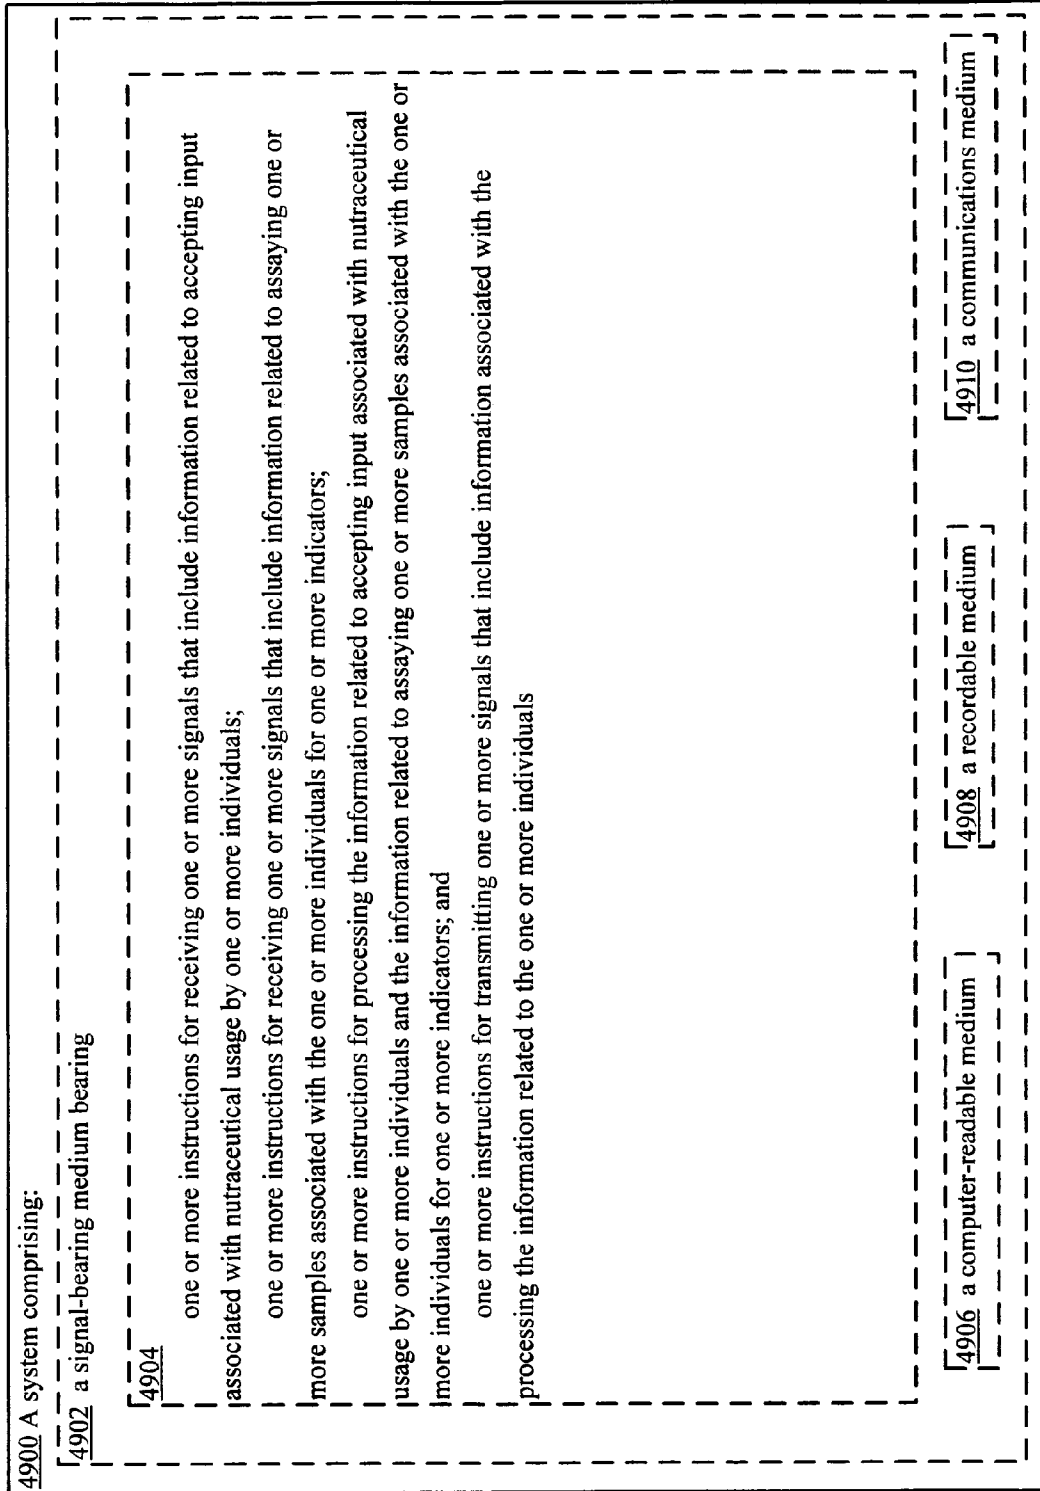 4900 A system comprising:
4902 a signal-bearing medium bearing
4904
one or more instructions for receiving one or more signals that include information related to accepting input
associated with nutraceutical usage by one or more individuals;
one or more instructions for receiving one or more signals that include information related to assaying one or
more samples associated with the one or more individuals for one or more indicators;
one or more instructions for processing the information related to accepting input associated with nutraceutical
usage by one or more individuals and the information related to assaying one or more samples associated with the one or
more individuals for one or more indicators; and
one or more instructions for transmitting one or more signals that include information associated with the
processing the information related to the one or more individuals
4906 a computer-readable medium
4908 a recordable medium
4910 a communications medium